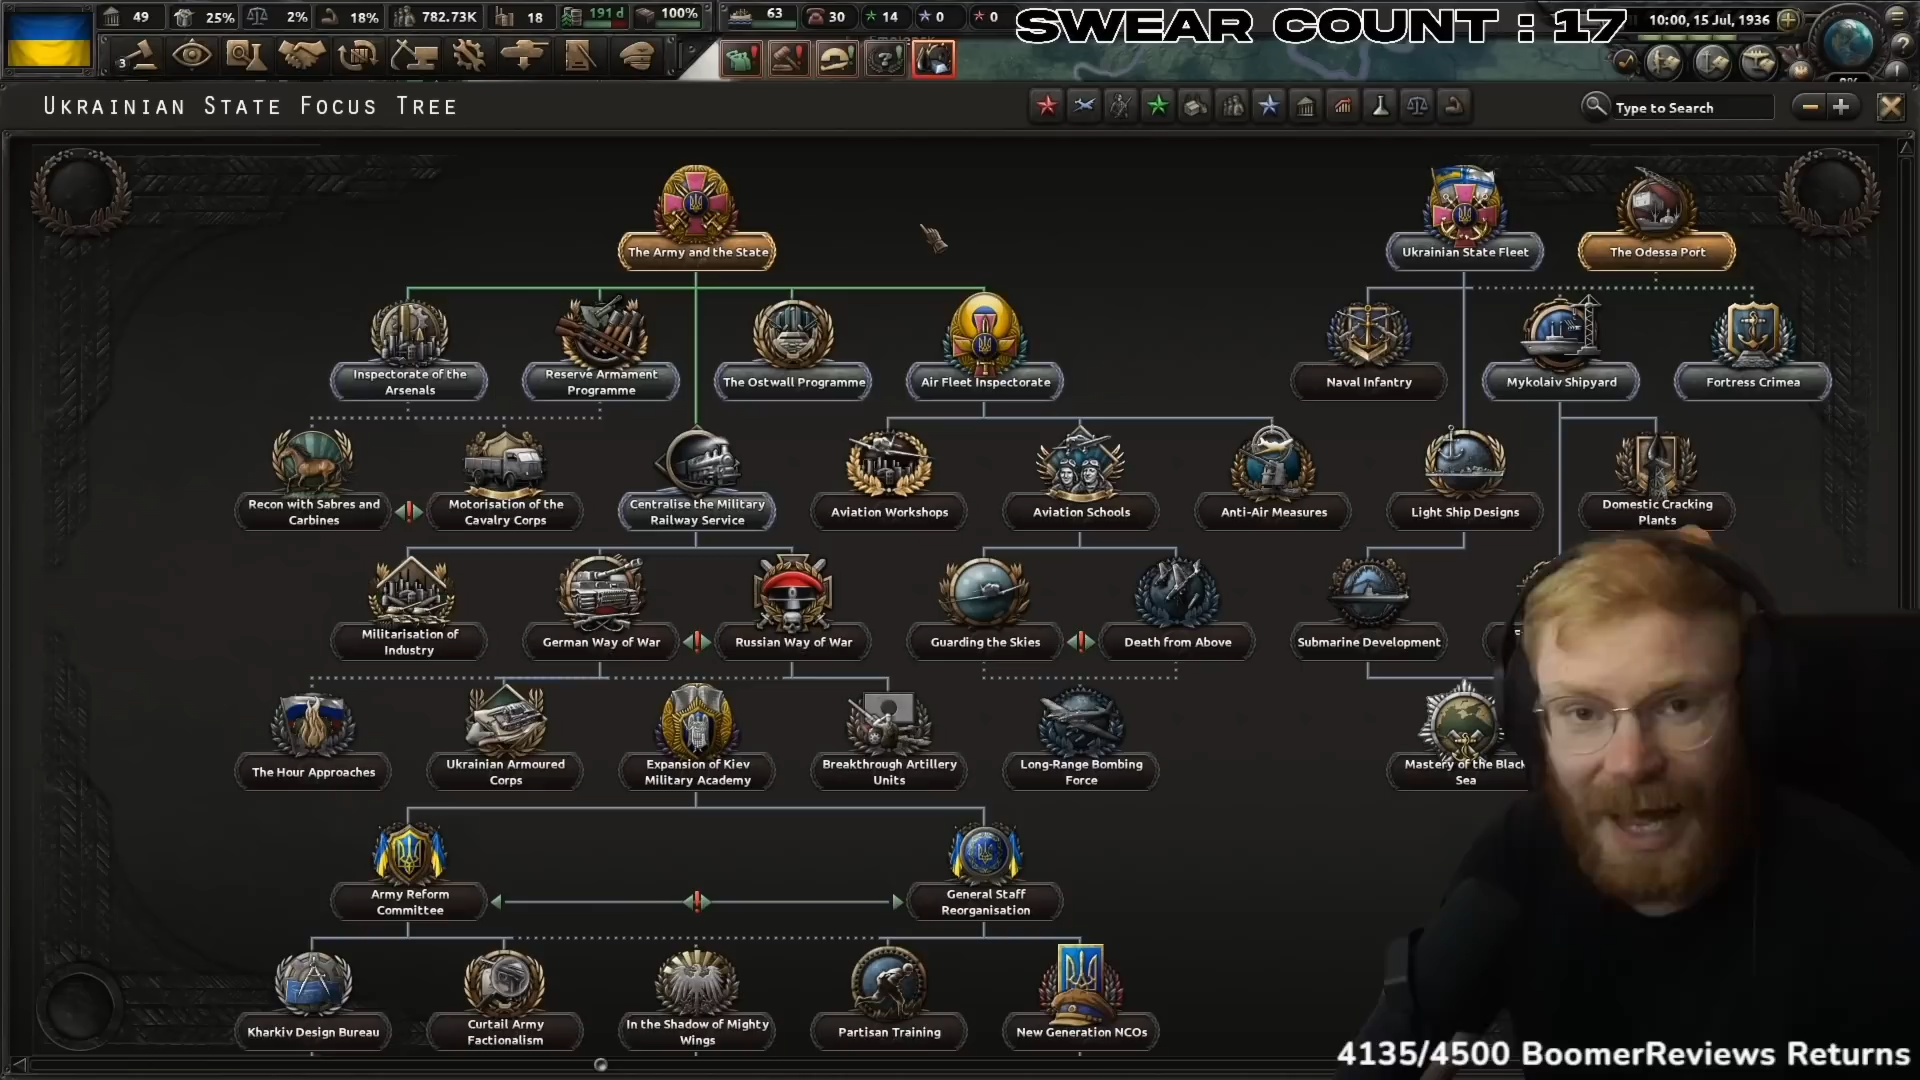 49
25%
2%
18%
782.73K
18
191 d
100%
63
30
14
0
0
SWEAR COUNT : 17
10:00, 15 Jul, 1936
3
UKRAINIAN STATE FOCUS TREE
Type to Search
The Army and the State
Ukrainian State Fleet
The Odessa Port
Inspectorate of the
Arsenals
Reserve Armament
Programme
The Ostwall Programme
Air Fleet Inspectorate
Naval Infantry
Mykolaiv Shipyard
Fortress Crimea
Recon with Sabres and
Carbines
Motorisation of the
Cavalry Corps
Centralise the Military
Railway Service
Aviation Workshops
Aviation Schools
Anti-Air Measures
Light Ship Designs
Domestic Cracking
Plants
Militarisation of
Industry
German Way of War
Russian Way of War
Guarding the Skies
Death from Above
Submarine Development
The Hour Approaches
Ukrainian Armoured
Corps
Expansion of Kiev
Military Academy
Breakthrough Artillery
Units
Long-Range Bombing
Force
Mastery of the Black
Sea
Army Reform
Committee
General Staff
Reorganisation
Kharkiv Design Bureau
Curtail Army
Factionalism
In the Shadow of Mighty
Wings
Partisan Training
New Generation NCOs
4135/4500 BoomerReviews Returns